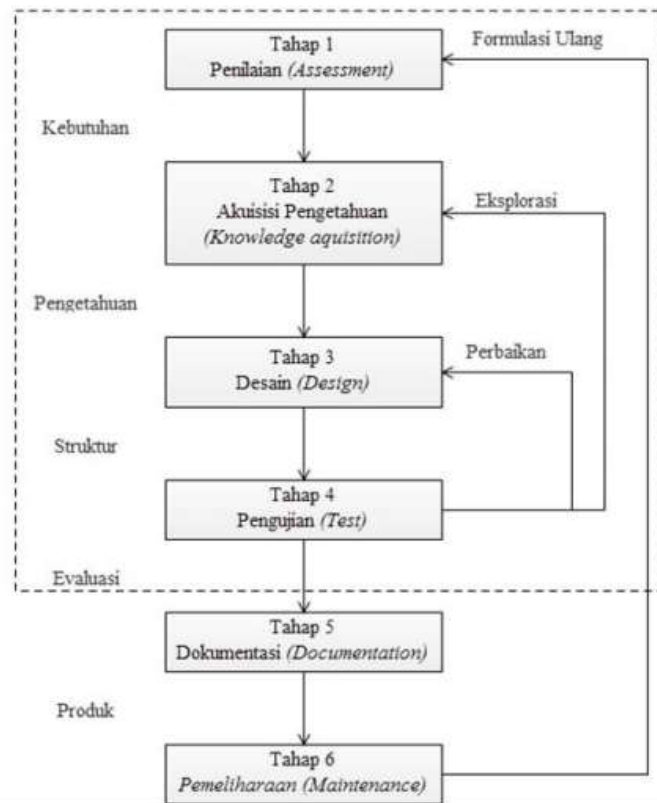 Tahap 1
Penilaian (Assessment)
Formulasi Ulang
Kebutuhan
Tahap 2
Akuisisi Pengetahuan
(Knowledge aquisition)
Eksplorasi
Pengetahuan
Tahap 3
Desain (Design)
Perbaikan
Struktur
Tahap 4
Pengujian (Test)
Evaluasi
Tahap 5
Dokumentasi (Documentation)
Produk
Tahap 6
Pemeliharaan (Maintenance)